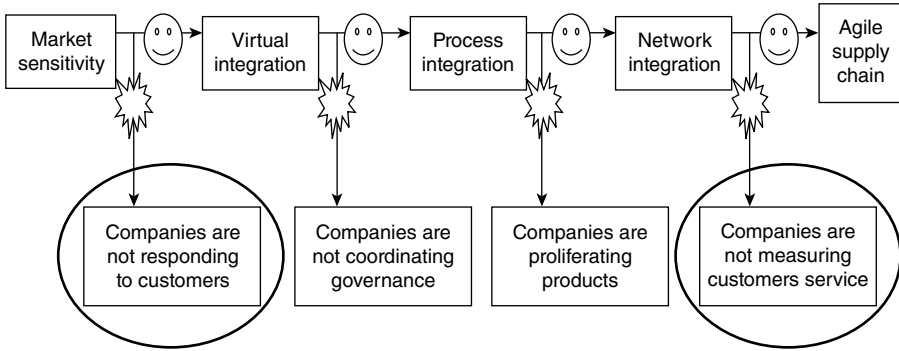 Market
sensitivity
Virtual
integration
Process
integration
Network
integration
Agile
supply
chain
Companies are
not responding
to customers
Companies are
not coordinating
governance
Companies are
proliferating
products
Companies are
not measuring
customers service